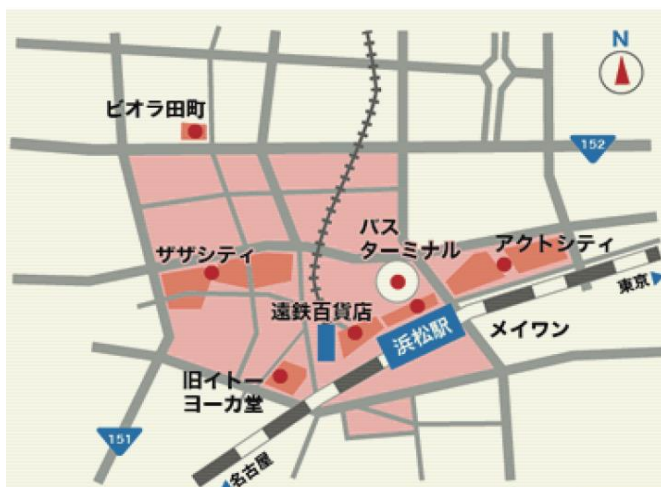 N
ビオラ田町
152
バス
ターミナル
アクトシティ
ザザシティ
東京
遠鉄百貨店
メイワン
浜松駅
旧イトー
ヨーカ堂
151
名古屋